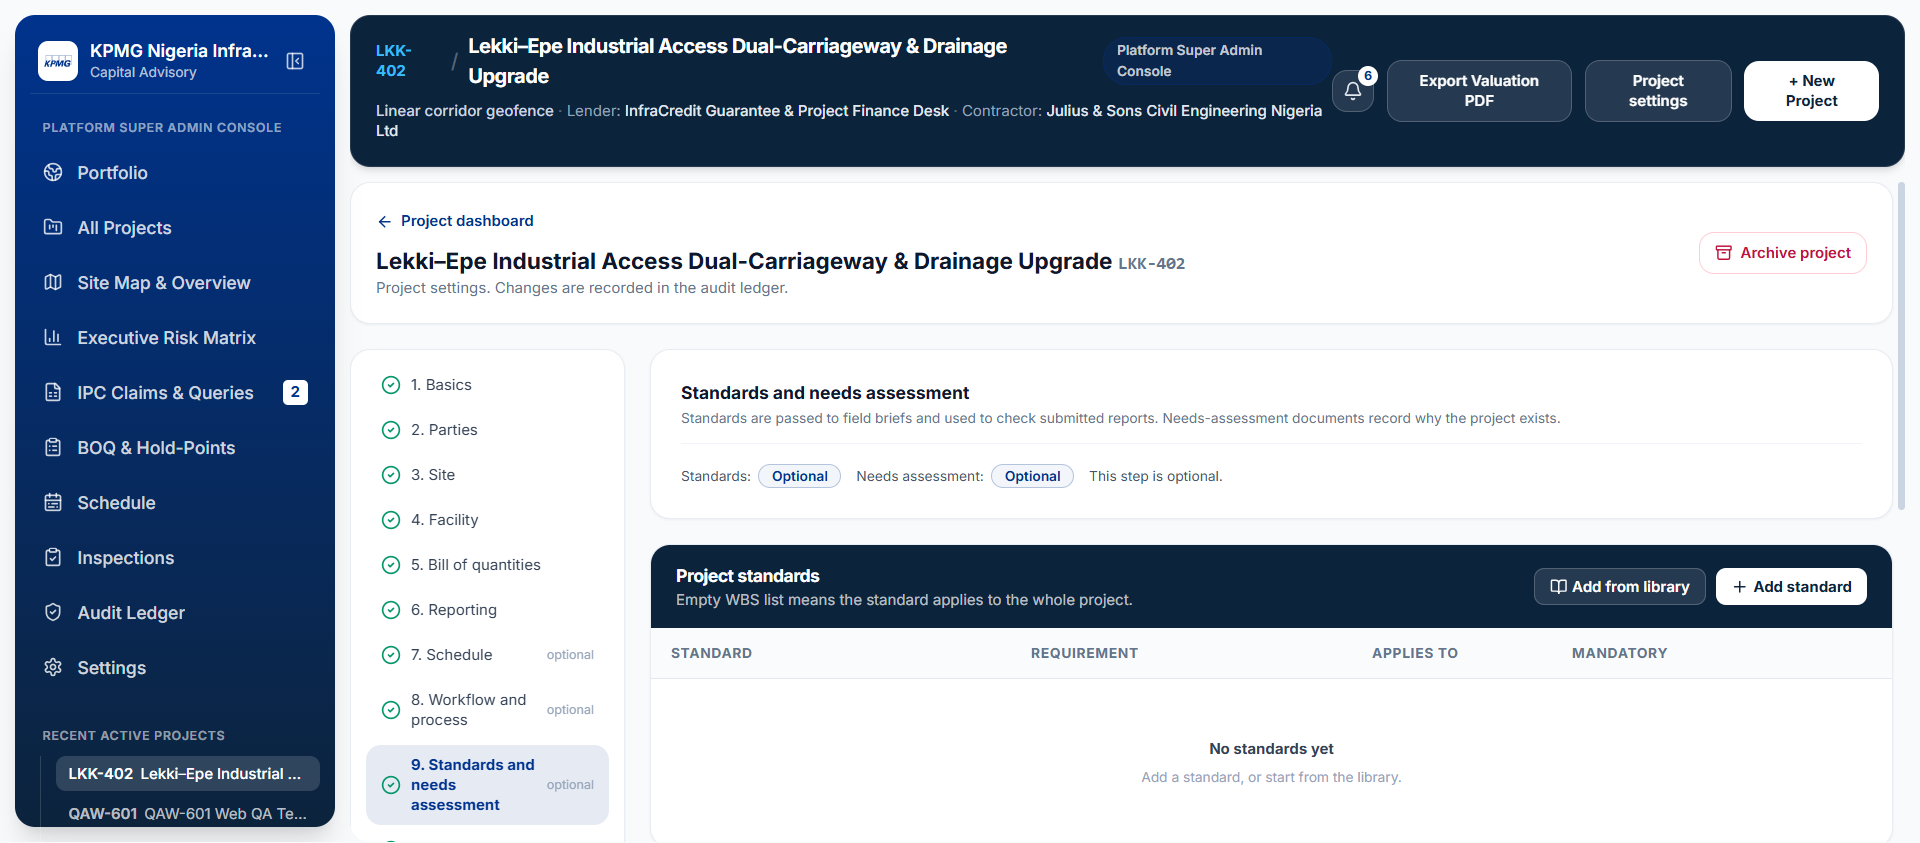 KPMG
KPMG Nigeria Infra...
Capital Advisory
PLATFORM SUPER ADMIN CONSOLE
Portfolio
All Projects
Site Map & Overview
Executive Risk Matrix
IPC Claims & Queries
2
BOQ & Hold-Points
Schedule
Inspections
Audit Ledger
Settings
RECENT ACTIVE PROJECTS
LKK-402 Lekki–Epe Industrial ...
QAW-601 QAW-601 Web QA Te...
LKK-
402
/
Lekki–Epe Industrial Access Dual-Carriageway & Drainage
Upgrade
Platform Super Admin
Console
Linear corridor geofence · Lender: InfraCredit Guarantee & Project Finance Desk · Contractor: Julius & Sons Civil Engineering Nigeria
Ltd
6
Export Valuation
PDF
Project
settings
+ New
Project
Project dashboard
Lekki–Epe Industrial Access Dual-Carriageway & Drainage Upgrade LKK-402
Project settings. Changes are recorded in the audit ledger.
Archive project
1. Basics
2. Parties
3. Site
4. Facility
5. Bill of quantities
6. Reporting
7. Schedule optional
8. Workflow and
process
optional
9. Standards and
needs
assessment
optional
Standards and needs assessment
Standards are passed to field briefs and used to check submitted reports. Needs-assessment documents record why the project exists.
Standards: Optional Needs assessment: Optional This step is optional.
Project standards
Empty WBS list means the standard applies to the whole project.
Add from library
+ Add standard
STANDARD REQUIREMENT APPLIES TO MANDATORY
No standards yet
Add a standard, or start from the library.